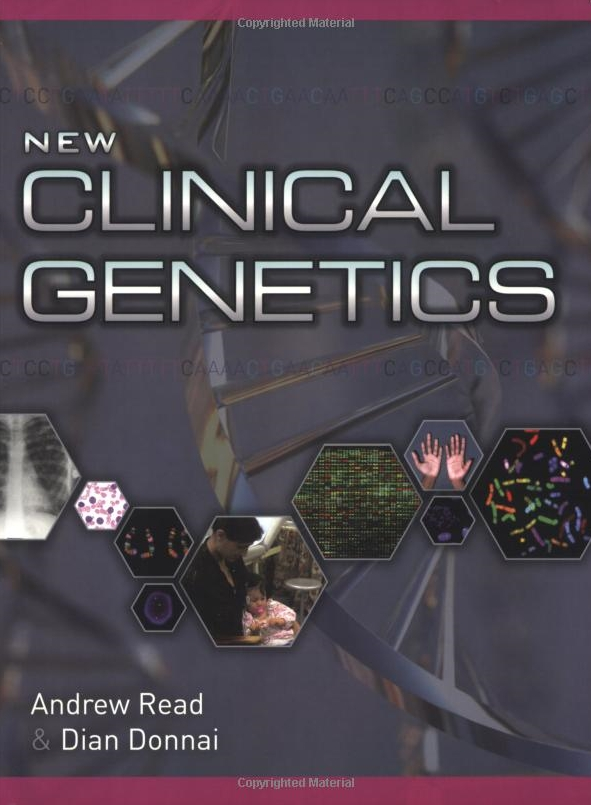 Copyrighted Material
NEW
CLINICAL
GENETICS
Andrew Read
& Dian Donnai
Copyrighted Material